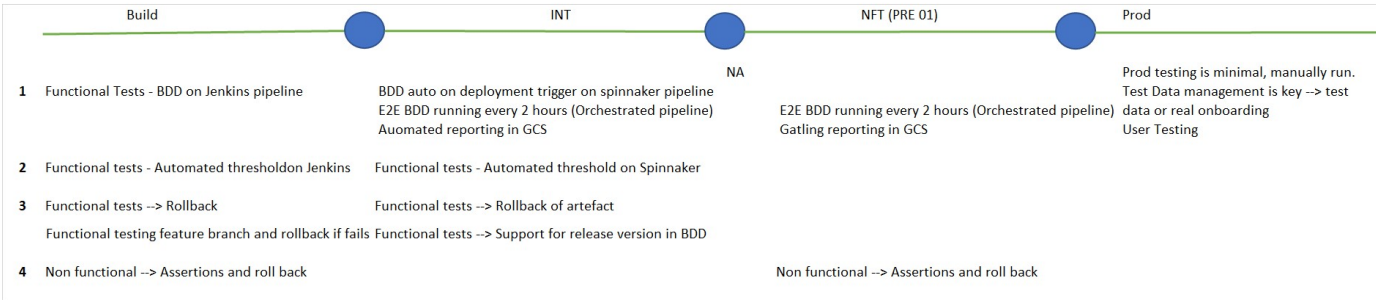 Build INT NFT (PRE 01) Prod
NA Prod testing is minimal, manually run.
1 Functional Tests - BDD on Jenkins pipeline BDD auto on deployment trigger on spinnaker pipeline Test Data management is key --> test
E2E BDD running every 2 hours (Orchestrated pipeline) E2E BDD running every 2 hours (Orchestrated pipeline) data or real onboarding
Auomated reporting in GCS Gatling reporting in GCS User Testing
2 Functional tests - Automated thresholdon Jenkins Functional tests - Automated threshold on Spinnaker
3 Functional tests --> Rollback Functional tests --> Rollback of artefact
Functional testing feature branch and rollback if fails Functional tests --> Support for release version in BDD
4 Non functional --> Assertions and roll back Non functional --> Assertions and roll back